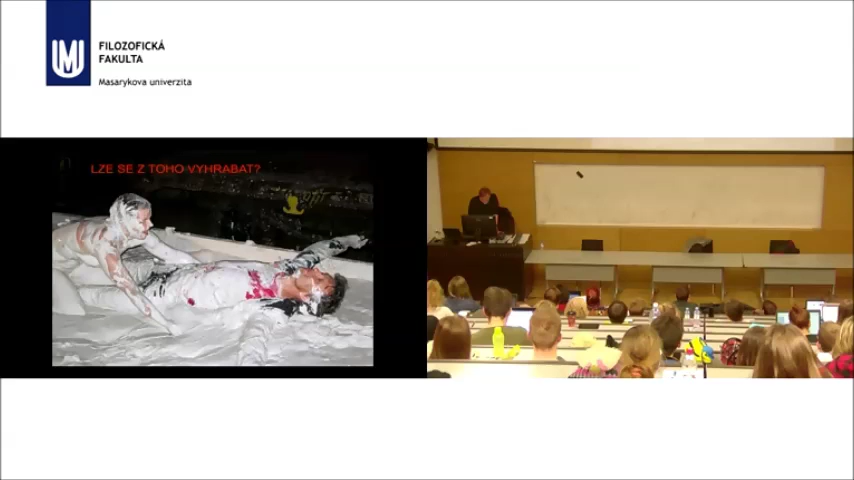 FILOZOFICKÁ
FAKULTA
Masarykova univerzita
LZE SE Z TOHO VYHRABAT?